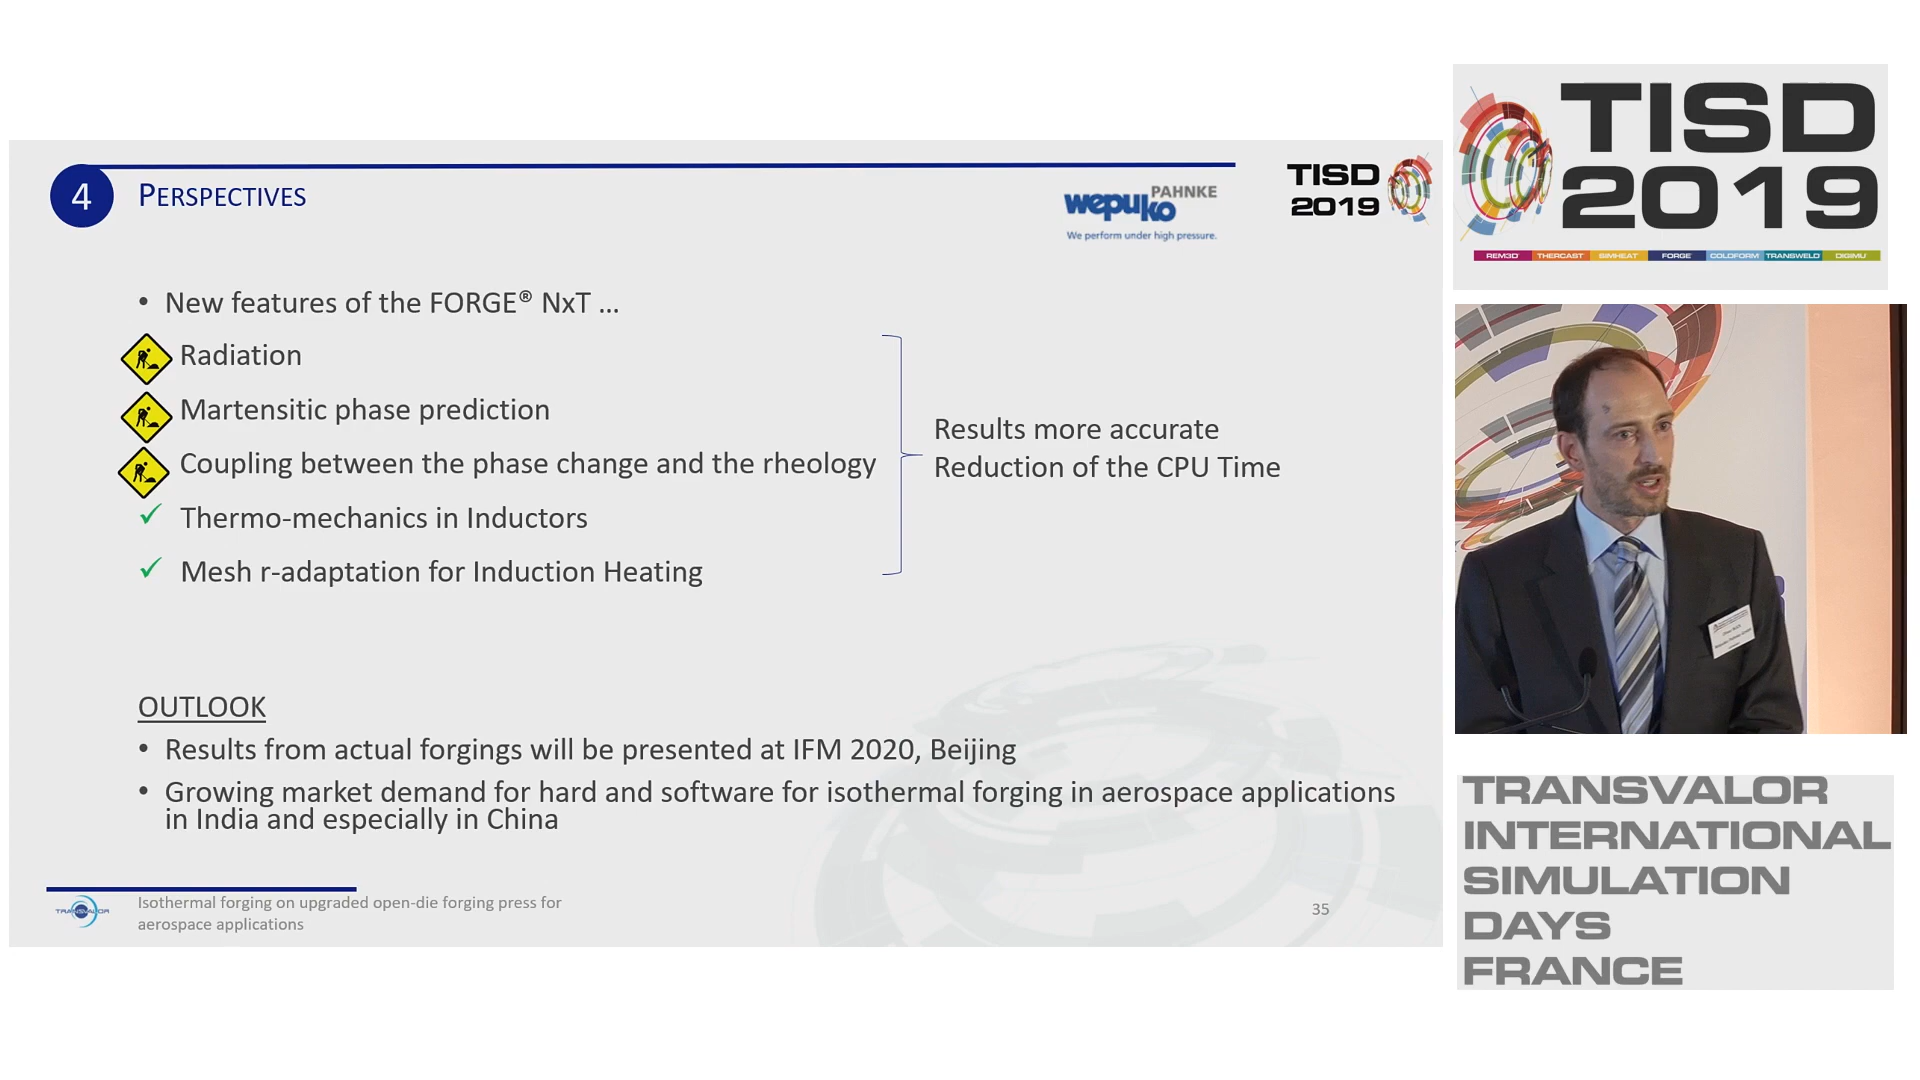 4
PERSPECTIVES
wepuko PAHNKE
We perform under high pressure.
TISD
2019
• New features of the FORGE® NxT ...
Radiation
Martensitic phase prediction
Coupling between the phase change and the rheology
✓ Thermo-mechanics in Inductors
✓ Mesh r-adaptation for Induction Heating
Results more accurate
Reduction of the CPU Time
OUTLOOK
• Results from actual forgings will be presented at IFM 2020, Beijing
• Growing market demand for hard and software for isothermal forging in aerospace applications
in India and especially in China
TRANSVALOR
Isothermal forging on upgraded open-die forging press for
aerospace applications
35
TISD
2019
REM3D THERCAST SIMHEAT FORGE COLDFORM TRANSWELD DIGIMU
TRANSVALOR
INTERNATIONAL
SIMULATION
DAYS
FRANCE